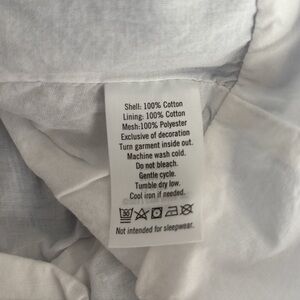 Shell: 100% Cotton
Lining: 100% Cotton
Mesh:100% Polyester
Exclusive of decoration
Turn garment inside out.
Machine wash cold.
Do not bleach.
Gentle cycle.
Tumble dry low.
Cool iron if needed.
Not intended for sleepwear.